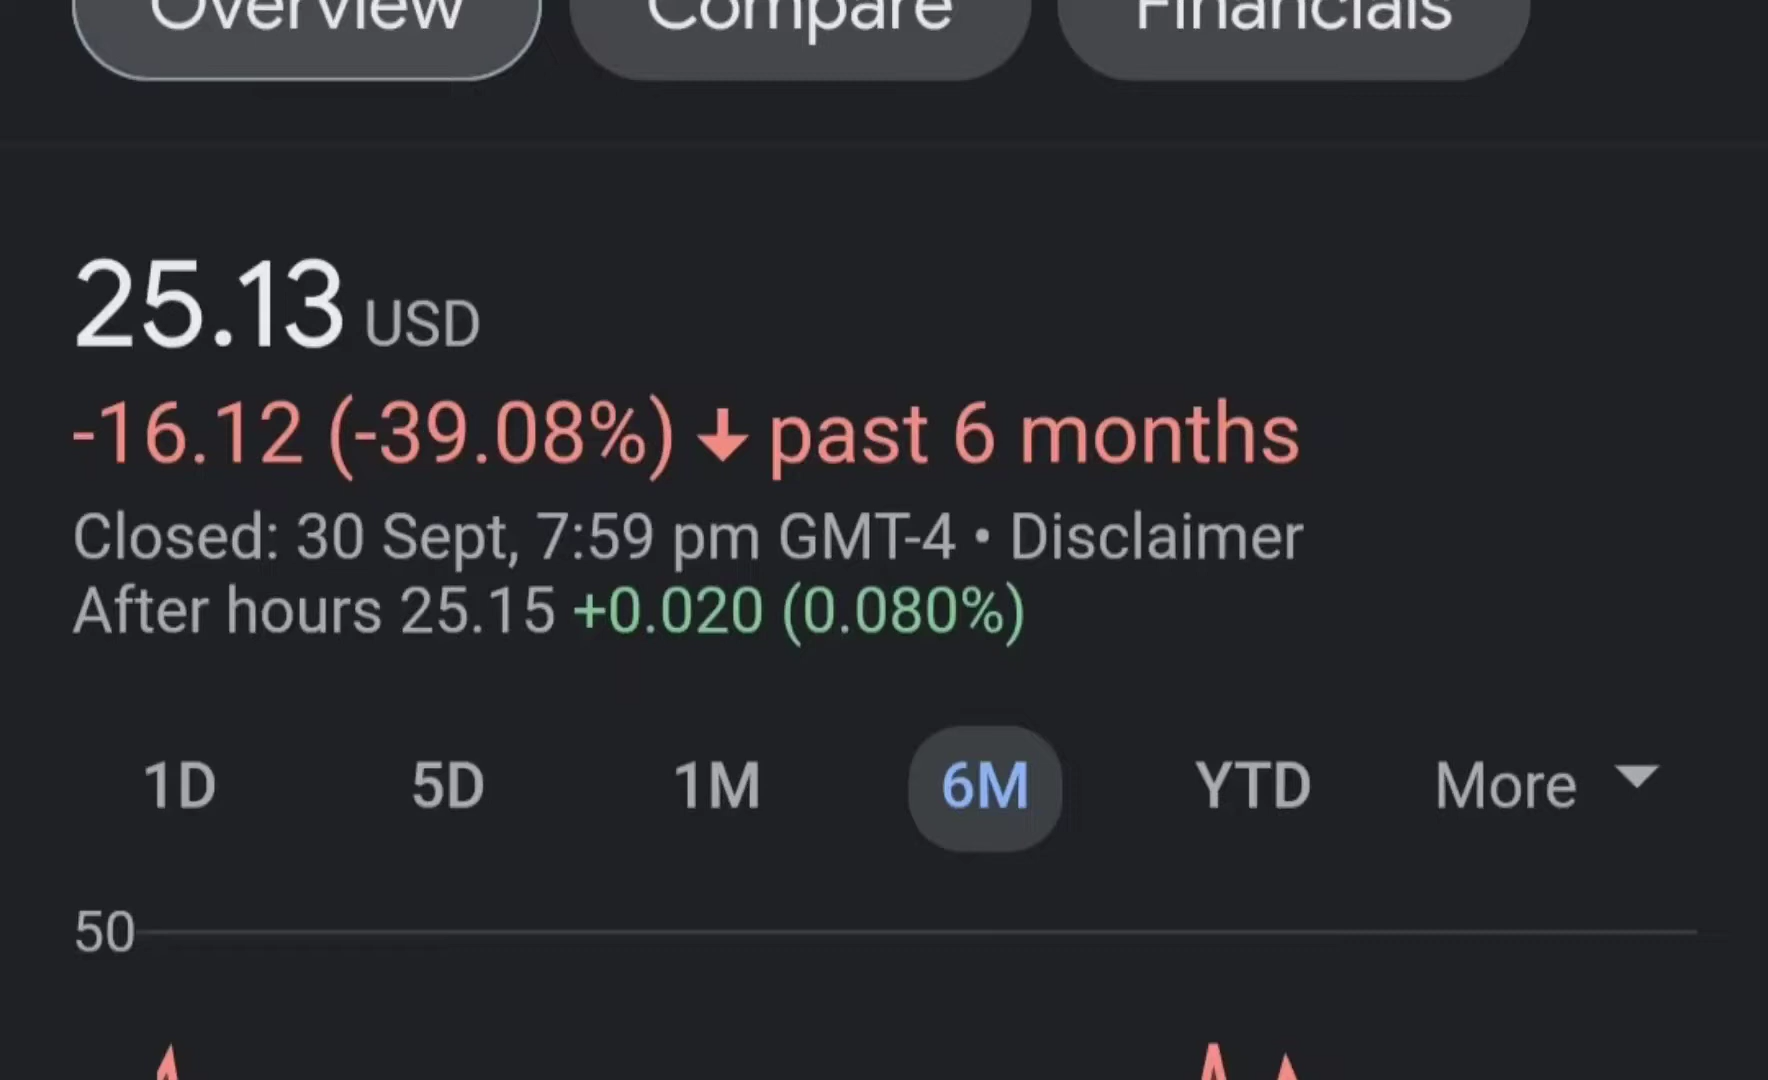 Overview Compare Financials
25.13 USD
-16.12 (-39.08%) ↓ past 6 months
Closed: 30 Sept, 7:59 pm GMT-4 • Disclaimer
After hours 25.15 +0.020 (0.080%)
1D 5D 1M 6M YTD More
50